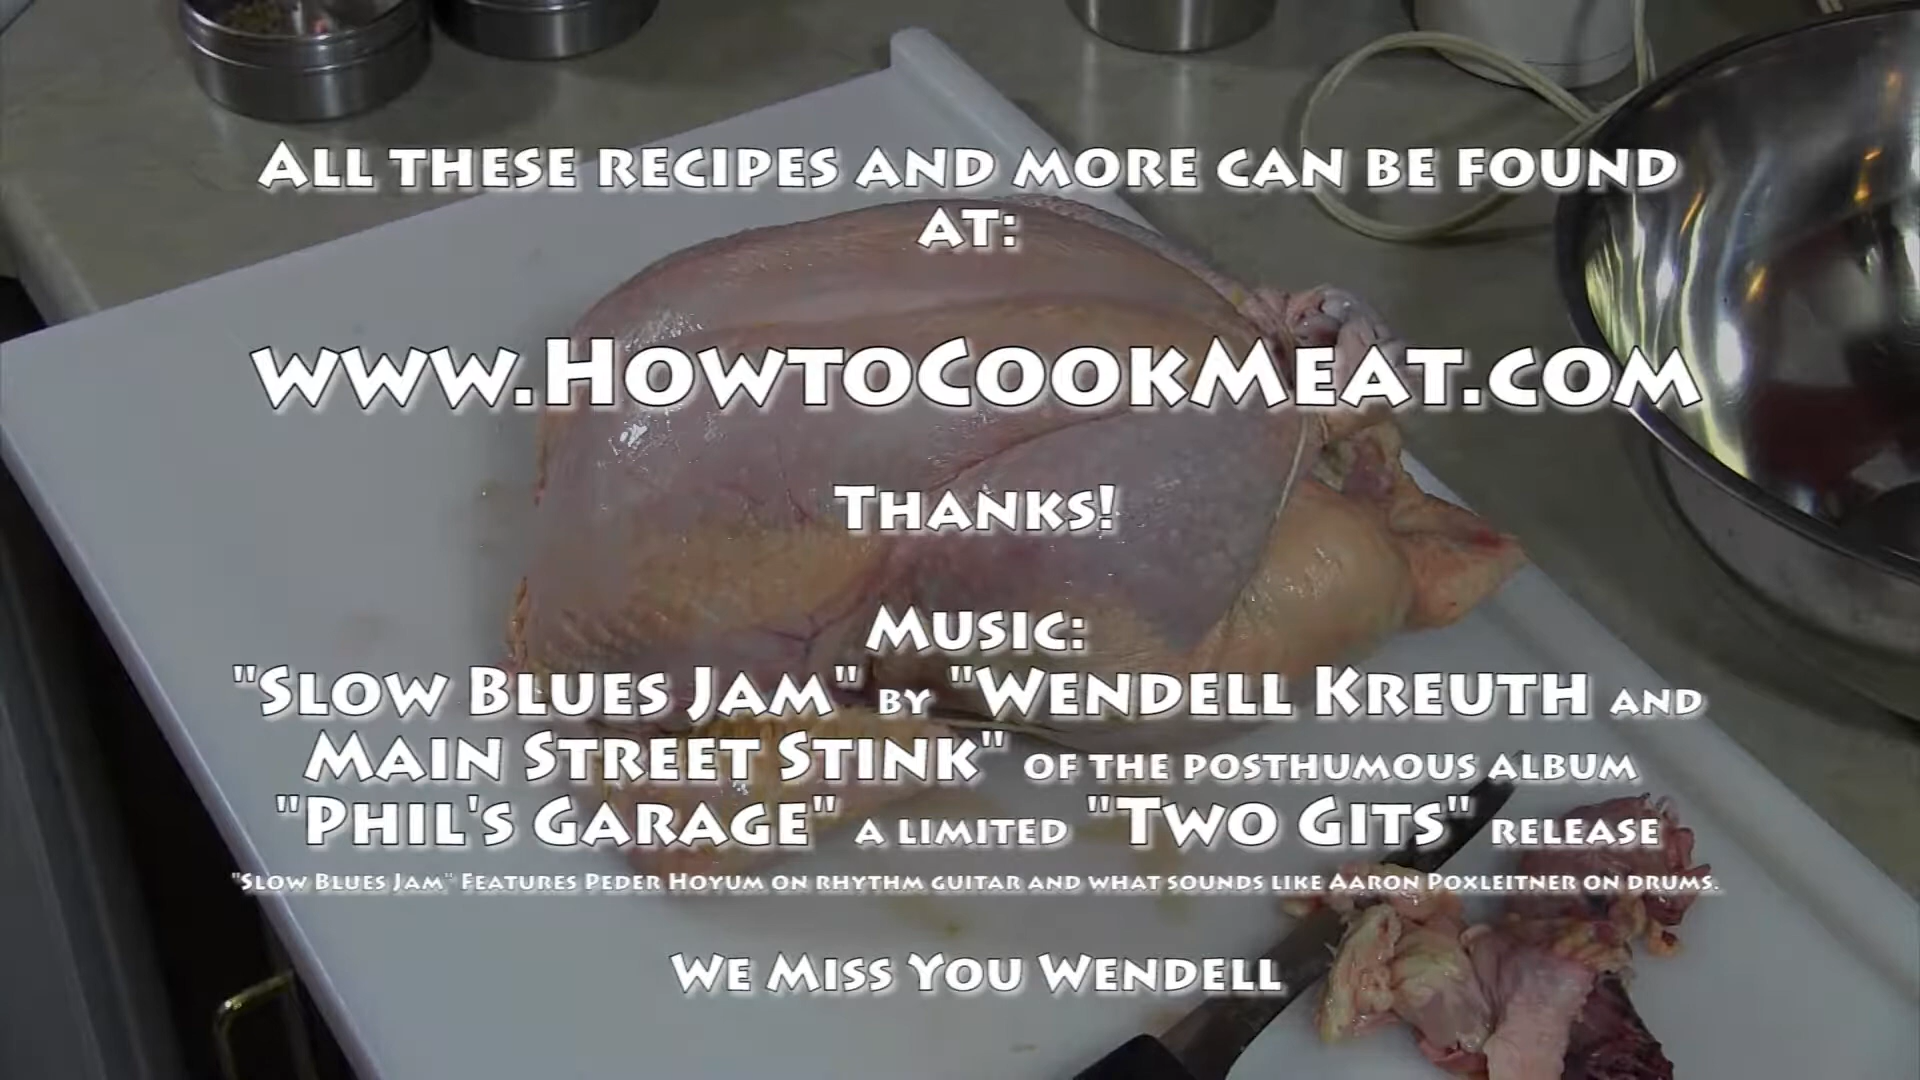 All these recipes and more can be found
at:
www.HowtoCookMeat.com
Thanks!
Music:
"Slow Blues Jam" by "Wendell Kreuth and
Main Street Stink" of the posthumous album
"Phil's Garage" a limited "Two Gits" release
"Slow Blues Jam" Features Peder Hoyum on rhythm guitar and what sounds like Aaron Poxleitner on drums.
We Miss You Wendell